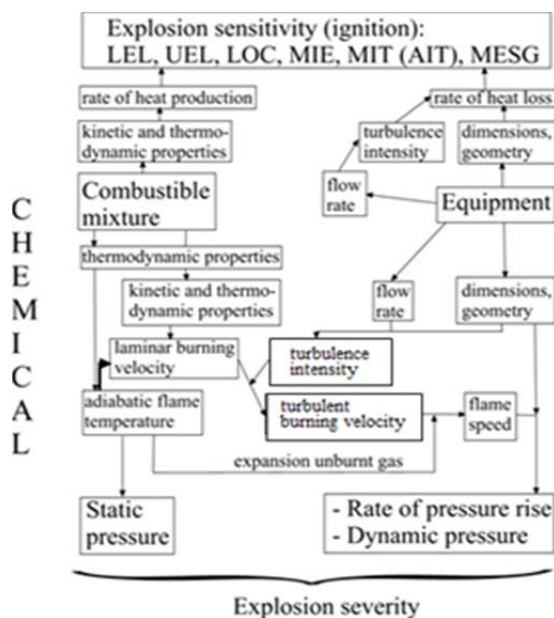 Explosion sensitivity (ignition):
LEL, UEL, LOC, MIE, MIT (AIT), MESG
rate of heat production
rate of heat loss
kinetic and thermo-
dynamic properties
turbulence
intensity
dimensions,
geometry
flow
rate
Combustible
mixture
Equipment
thermodynamic properties
kinetic and thermo-
dynamic properties
flow
rate
dimensions,
geometry
laminar burning
velocity
turbulence
intensity
adiabatic flame
temperature
turbulent
burning velocity
flame
speed
expansion unburnt gas
Static
pressure
- Rate of pressure rise
- Dynamic pressure
Explosion severity
C
H
E
M
I
C
A
L